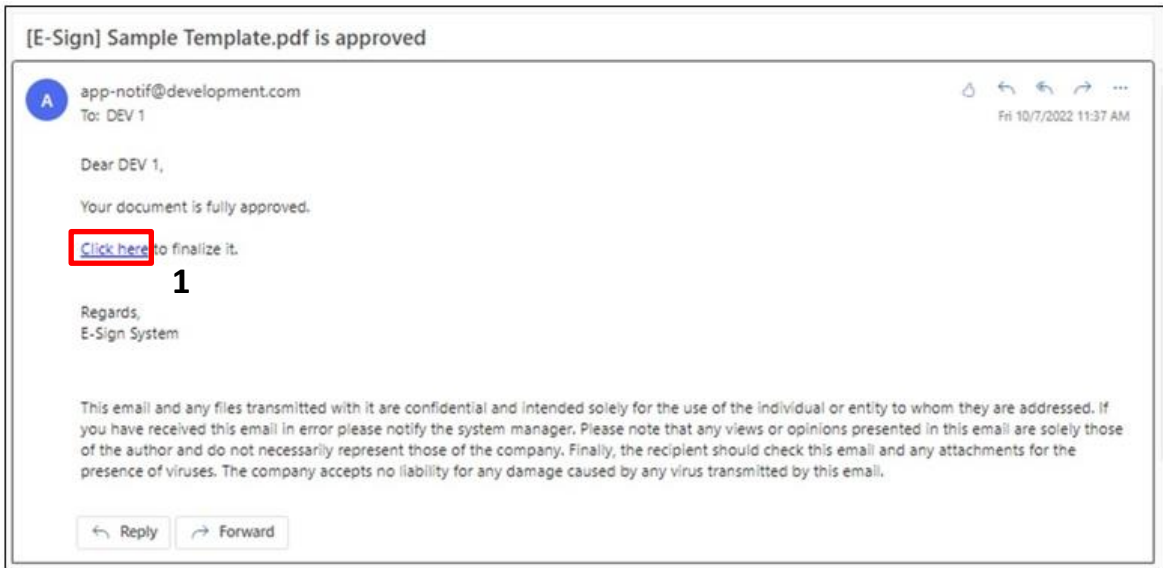 [E-Sign] Sample Template.pdf is approved
A
app-notif@development.com
To: DEV 1
Fri 10/7/2022 11:37 AM
Dear DEV 1,
Your document is fully approved.
Click here to finalize it.
1
Regards,
E-Sign System
This email and any files transmitted with it are confidential and intended solely for the use of the individual or entity to whom they are addressed. If
you have received this email in error please notify the system manager. Please note that any views or opinions presented in this email are solely those
of the author and do not necessarily represent those of the company. Finally, the recipient should check this email and any attachments for the
presence of viruses. The company accepts no liability for any damage caused by any virus transmitted by this email.
Reply
Forward